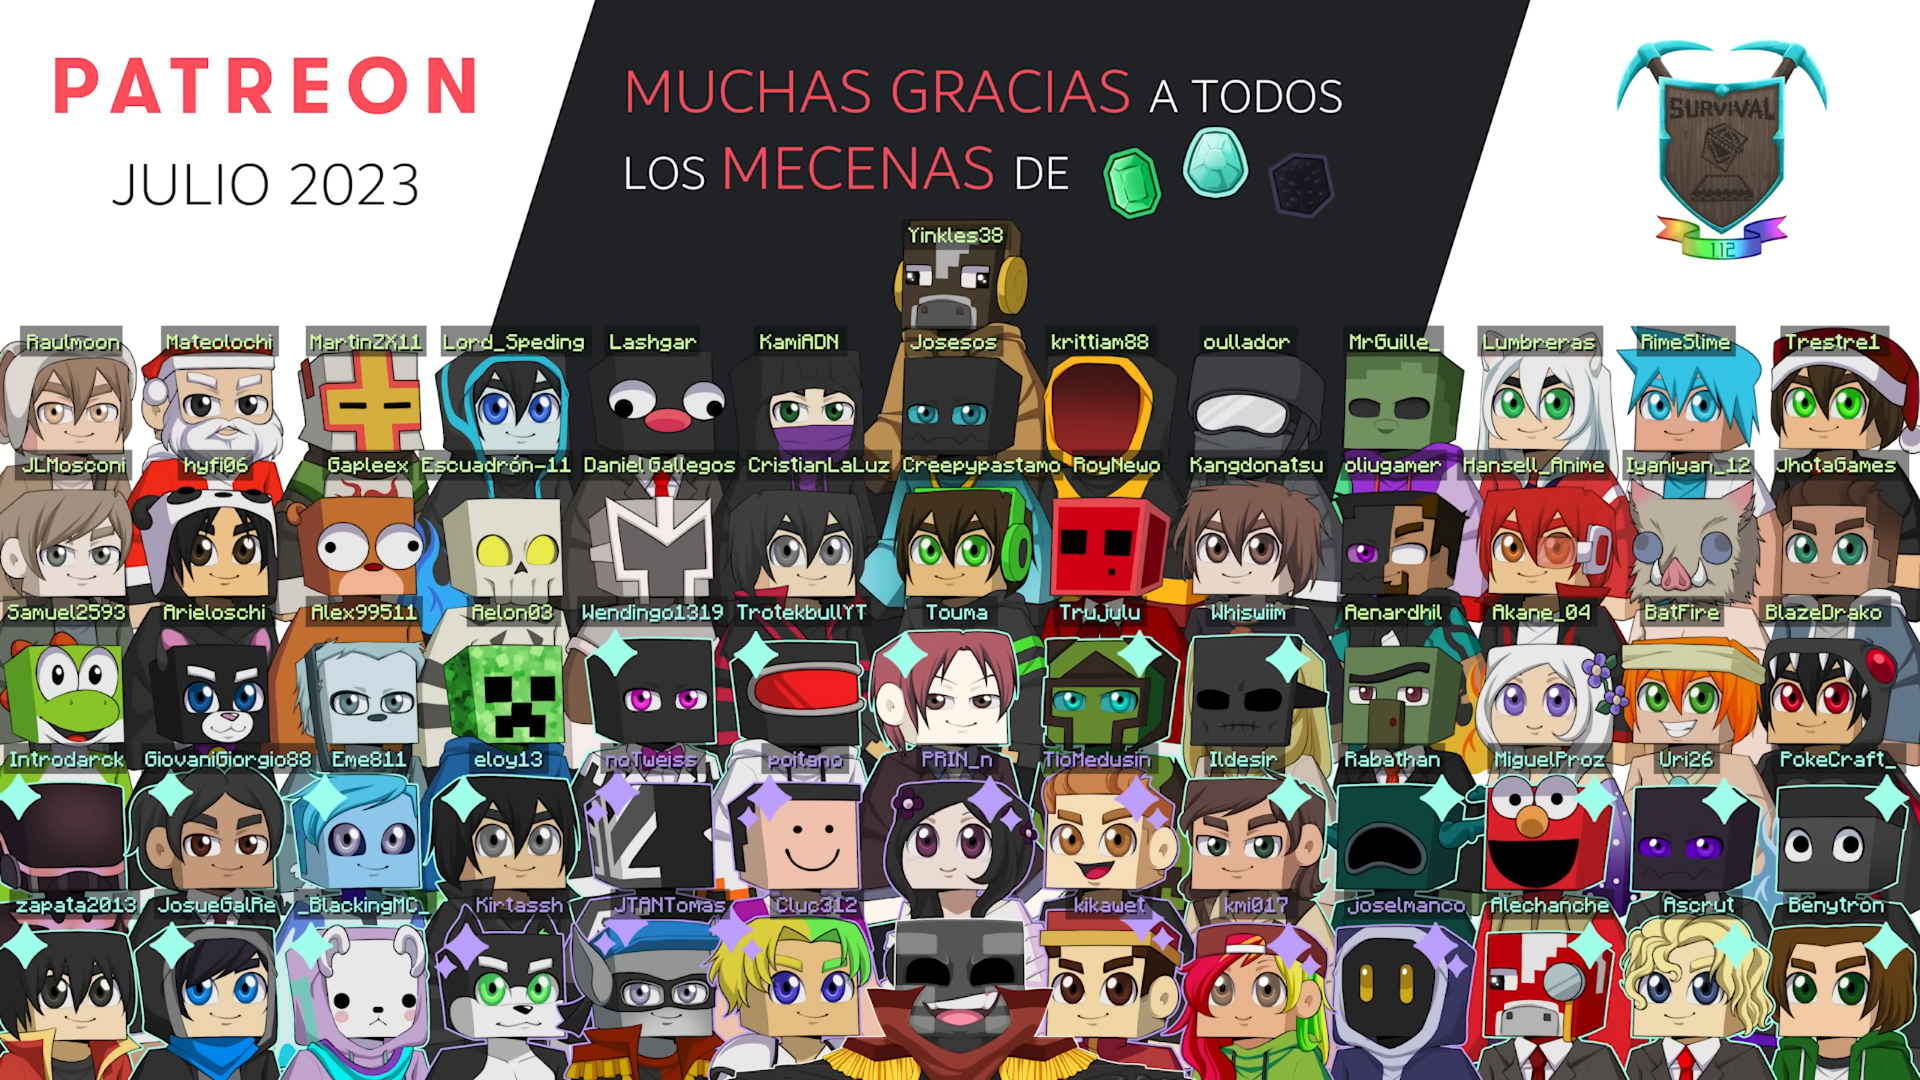 PATREON
JULIO 2023
MUCHAS GRACIAS A TODOS
LOS MECENAS DE
SURVIVAL
1.12
Yinkles38
Raulmoon Mateolochi MartinZX11 Lord_Speding Lashgar KamiADN Josesos krittiam88 oullador MrGuille_ Lumbreras RimeSlime Trestre1
JLMosconi hyfi06 Gapleex Escuadrón-11 Daniel Gallegos CristianLaLuz Creepypastamo RoyNewo Kangdonatsu oliugamer Hansell_Anime Iyaniyan_12 JhotaGames
Samuel2593 Arieloschi Alex99511 Aelon03 Wendingo1319 TrotekbullYT Touma TruJulu Whiswiim Aenardhil Akane_04 BatFire BlazeDrako
Introdarck GiovaniGiorgio88 Eme811 eloy13 noTweiss poitano PRIN_n TioMedusin Ildesir Rabathan MiguelProz Uri26 PokeCraft_
zapata2013 JosueGalRe _BlackingMC_ Kirtassh JTANTomas Cluc312 kikawet kmi017 Joselmanco Alechanche Ascrut Benytron